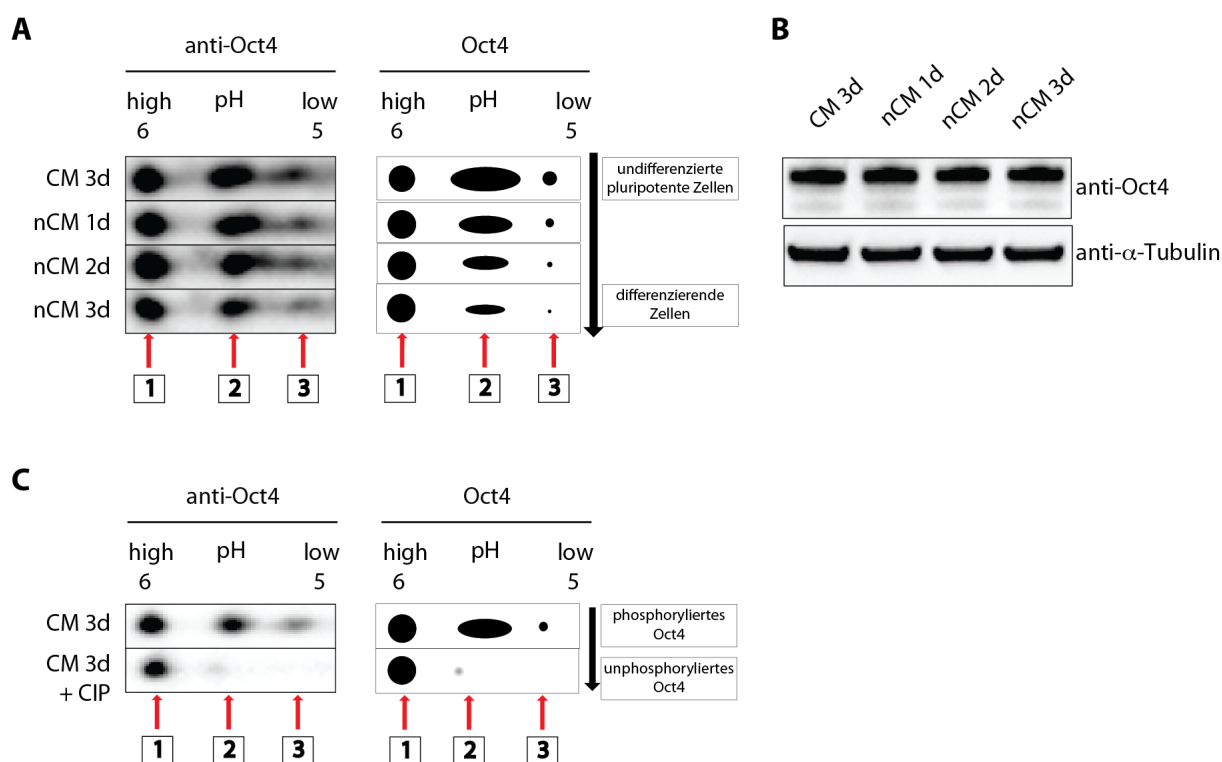 A
anti-Oct4
high pH low
6 5
CM 3d
nCM 1d
nCM 2d
nCM 3d
1 2 3
Oct4
high pH low
6 5
undifferenzierte
pluripotente Zellen
differenzierende
Zellen
1 2 3
B
CM 3d
nCM 1d
nCM 2d
nCM 3d
anti-Oct4
anti-α-Tubulin
C
anti-Oct4
high pH low
6 5
CM 3d
CM 3d
+ CIP
1 2 3
Oct4
high pH low
6 5
phosphoryliertes
Oct4
unphosphoryliertes
Oct4
1 2 3